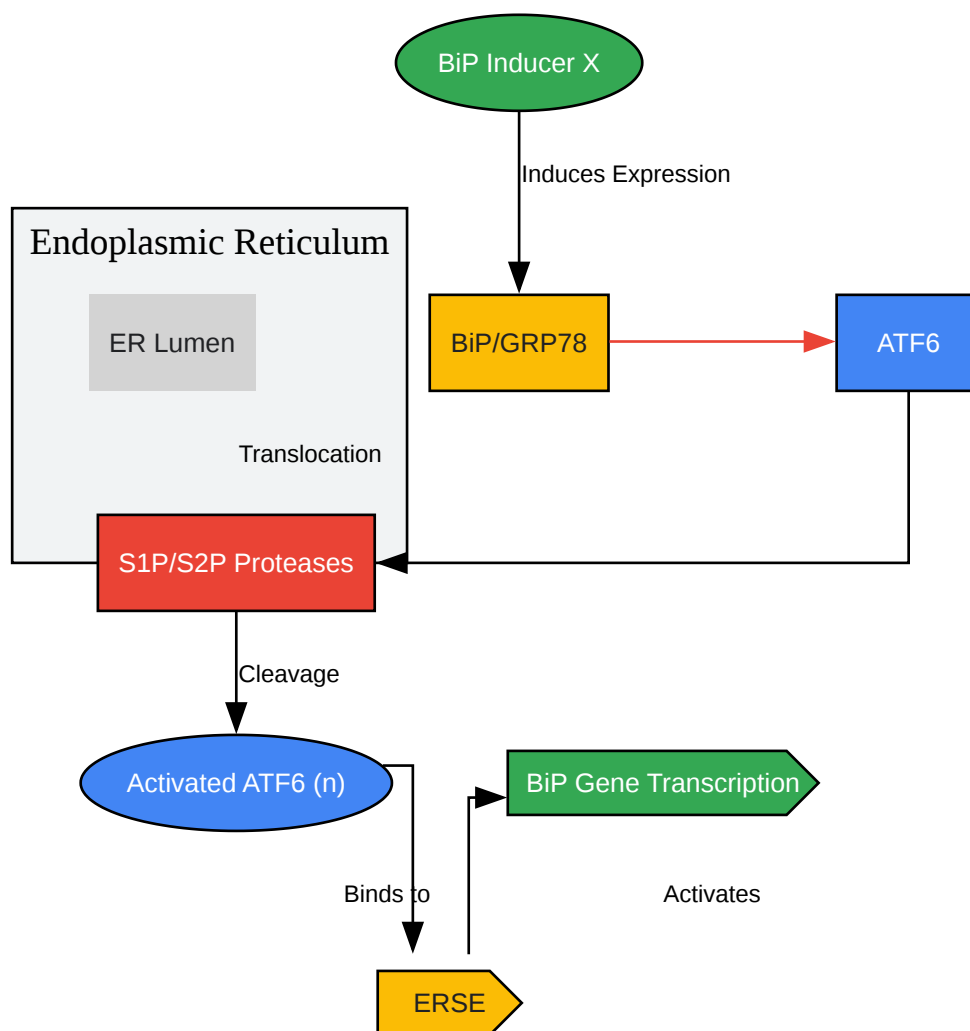 BiP Inducer X
Induces Expression
Endoplasmic Reticulum
ER Lumen
BiP/GRP78
ATF6
Translocation
S1P/S2P Proteases
Cleavage
Activated ATF6 (n)
BiP Gene Transcription
Binds to
Activates
ERSE